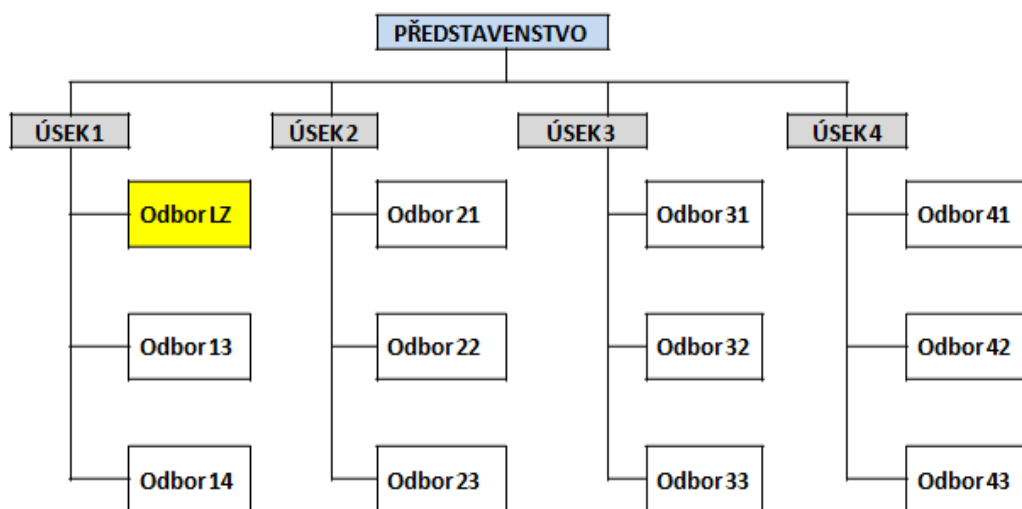 PŘEDSTAVENSTVO
ÚSEK 1
ÚSEK 2
ÚSEK 3
ÚSEK 4
Odbor LZ
Odbor 21
Odbor 31
Odbor 41
Odbor 13
Odbor 22
Odbor 32
Odbor 42
Odbor 14
Odbor 23
Odbor 33
Odbor 43